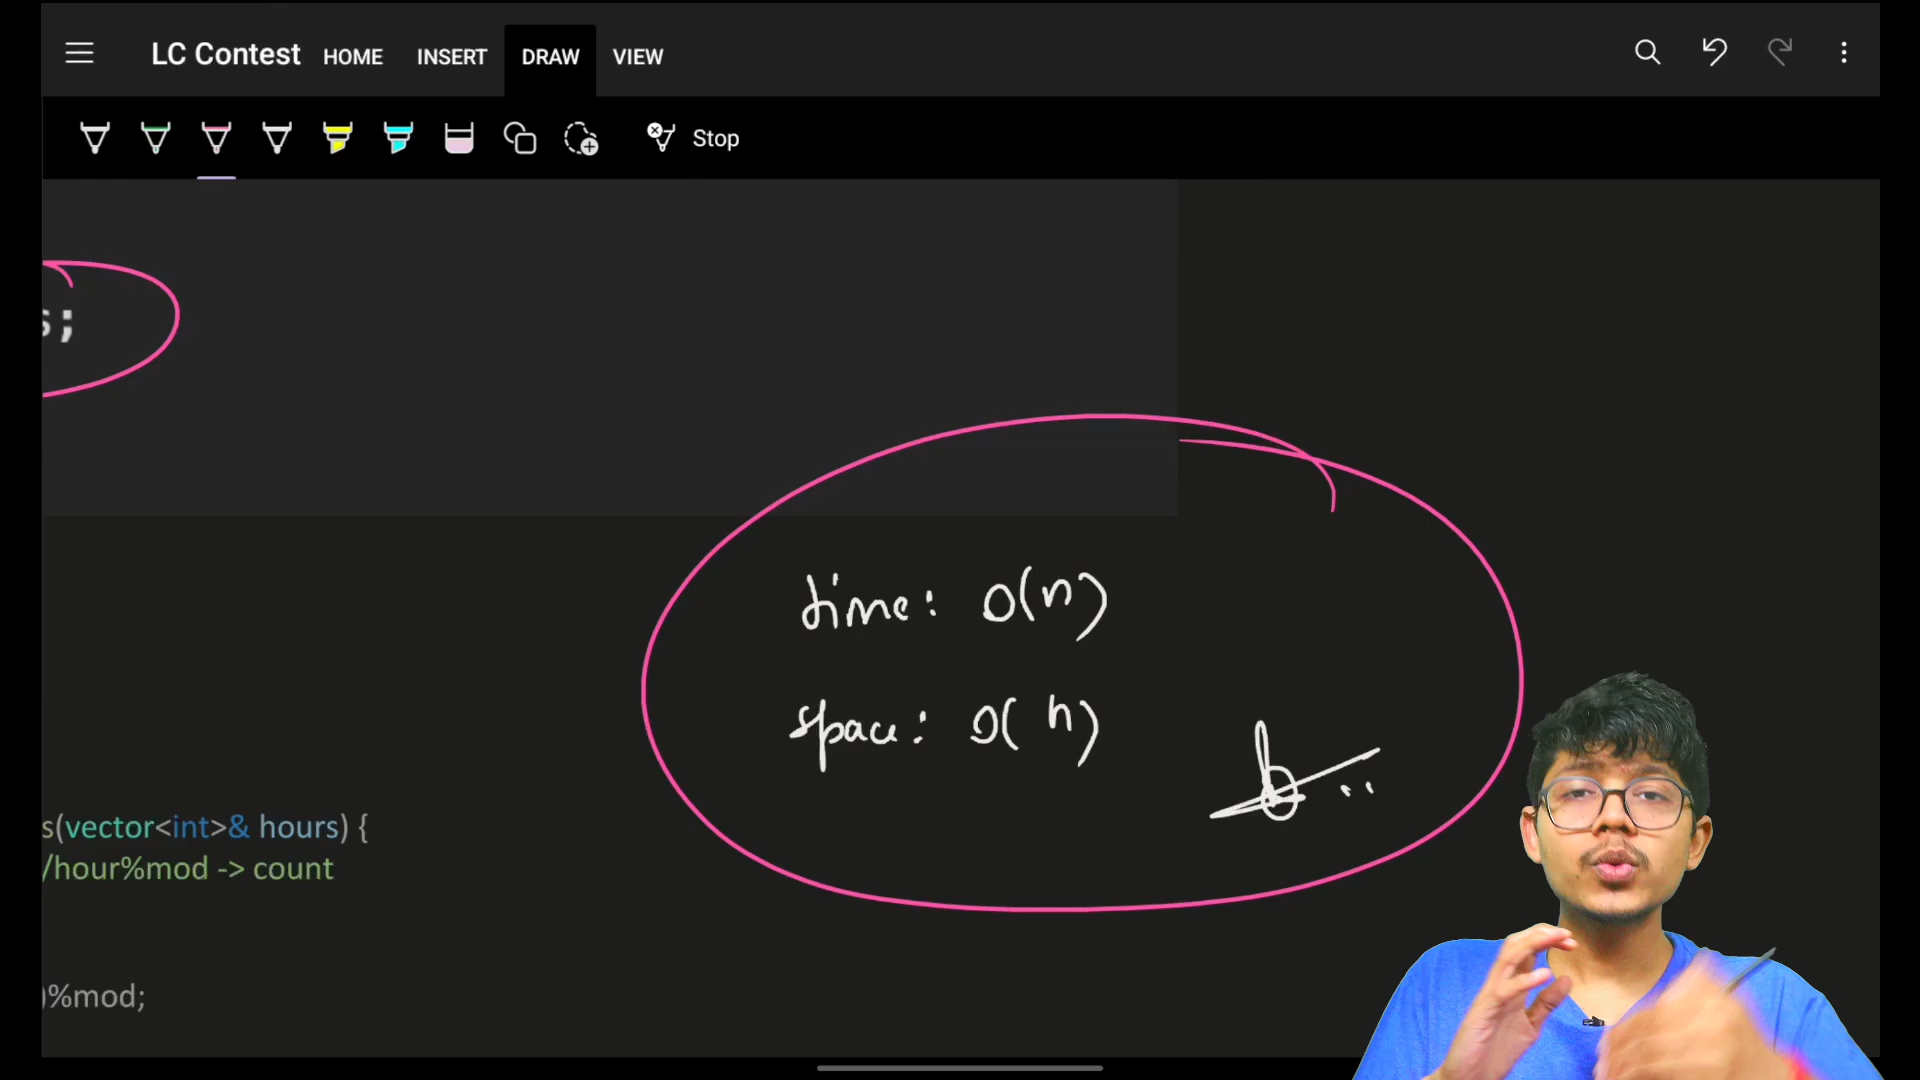 LC Contest HOME INSERT DRAW VIEW
Stop
s;
time: O(n)
space: O(n)
s(vector<int>& hours) {
/hour%mod -> count
)%mod;